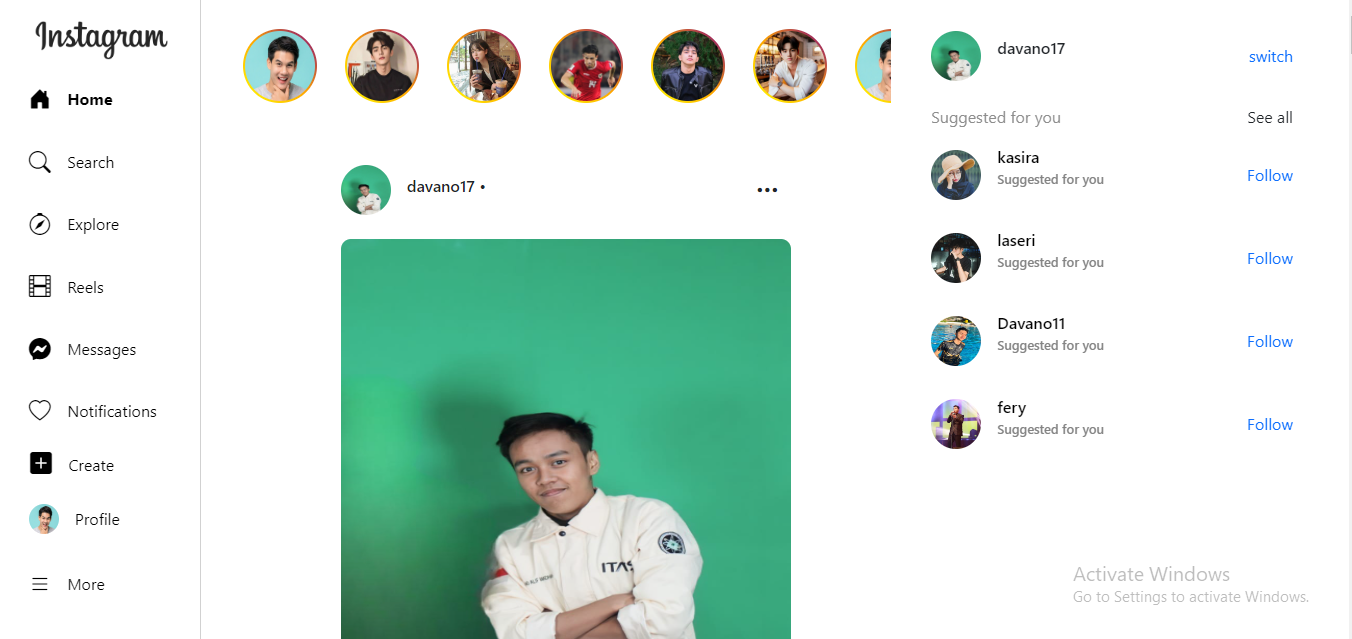 Instagram
Home
Search
Explore
Reels
Messages
Notifications
Create
Profile
More
davano17 •
ITAS
davano17
switch
Suggested for you
See all
kasira
Suggested for you
Follow
laseri
Suggested for you
Follow
Davano11
Suggested for you
Follow
fery
Suggested for you
Follow
Activate Windows
Go to Settings to activate Windows.